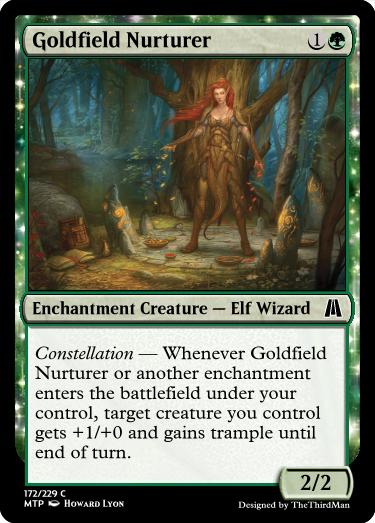 Goldfield Nurturer 1
Enchantment Creature — Elf Wizard
Constellation — Whenever Goldfield
Nurturer or another enchantment
enters the battlefield under your
control, target creature you control
gets +1/+0 and gains trample until
end of turn.
2/2
172/229 C
MTP Howard Lyon
Designed by TheThirdMan